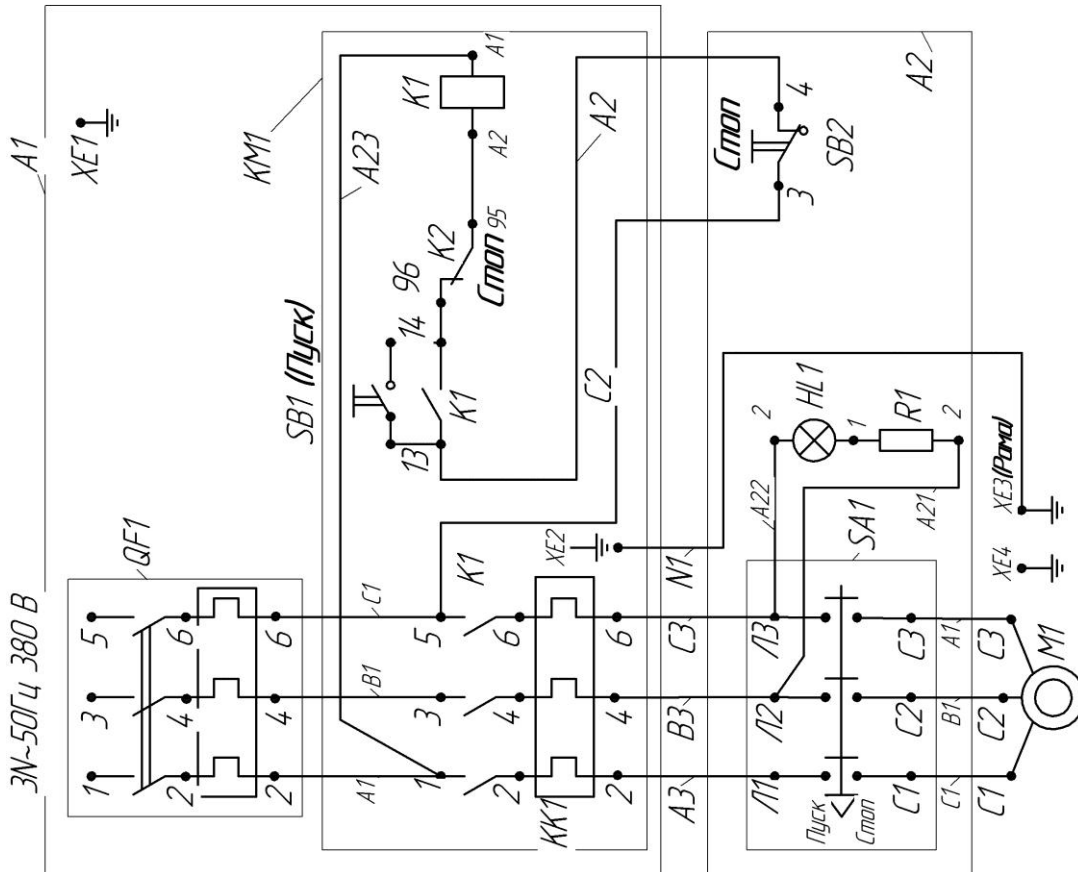 3N~50Гц 380 В
A1
1
3
5
QF1
XE1
2
4
6
KM1
2
4
6
SB1 (Пуск)
A1
B1
C1
A23
1
3
5
13
14
96
K1
K1
K1
K2
A1
A2
Стоп 95
2
4
6
KK1
XE2
2
4
6
C2
A2
A3
B3
C3
N1
Стоп
Л1
Л2
Л3
A22
2
3
4
Пуск
HL1
SB2
Стоп
SA1
1
C1
C2
C3
R1
A2
A21
C1
B1
A1
2
C1
C2
C3
XE4
XE3(Рама)
M1